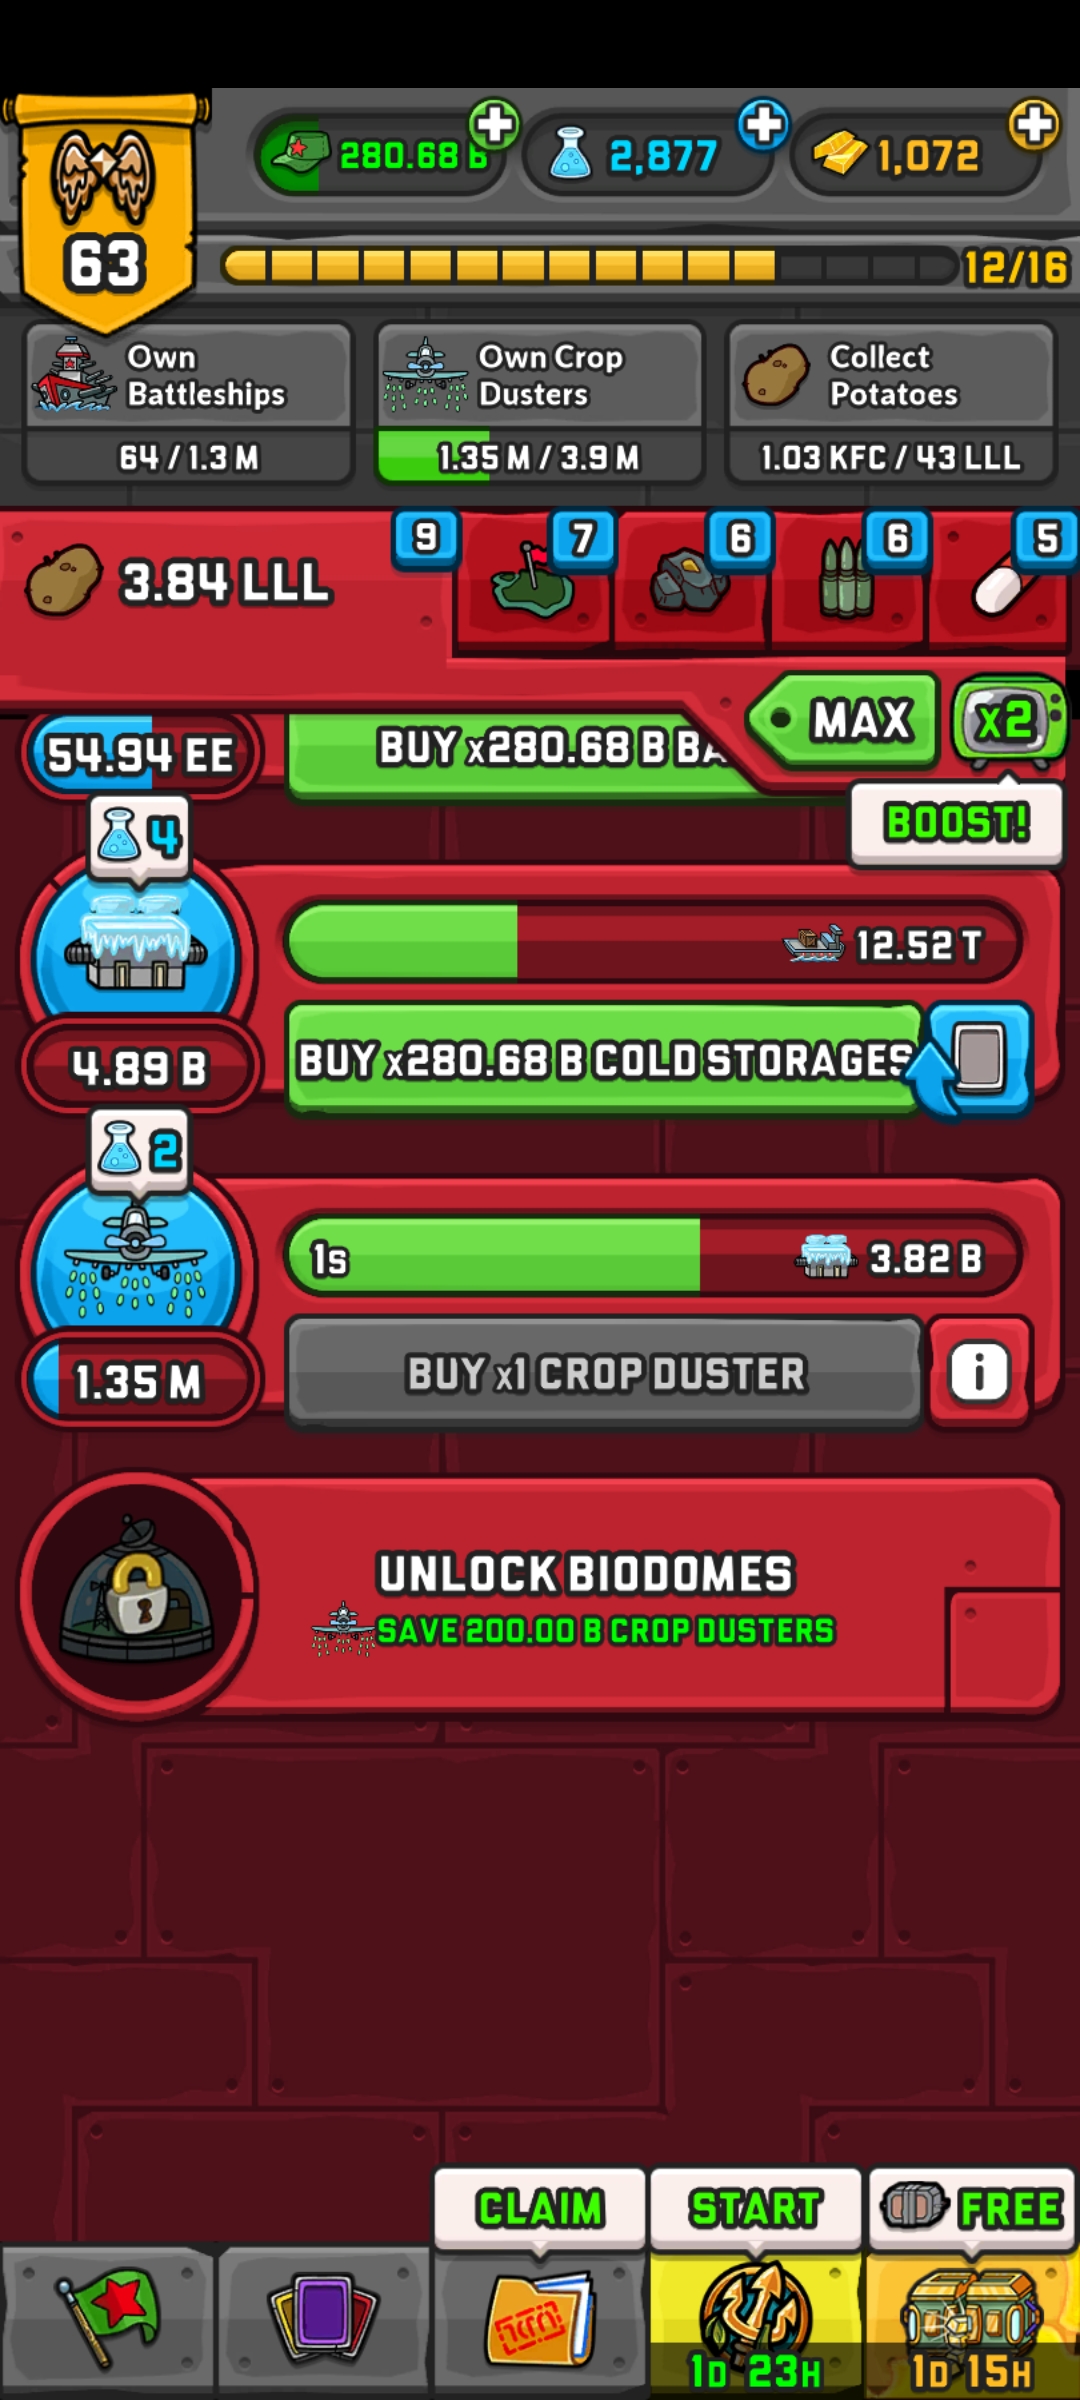 63
280.68 B
2,877
1,072
12/16
Own
Battleships
64 / 1.3 M
Own Crop
Dusters
1.35 M / 3.9 M
Collect
Potatoes
1.03 KFC / 43 LLL
3.84 LLL
9
7
6
6
5
MAX
x2
BOOST!
54.94 EE
BUY x280.68 B BA
4
12.52 T
4.89 B
BUY x280.68 B COLD STORAGES
2
1s
3.82 B
1.35 M
BUY x1 CROP DUSTER
i
UNLOCK BIODOMES
SAVE 200.00 B CROP DUSTERS
CLAIM
START
FREE
1D 23H
1D 15H